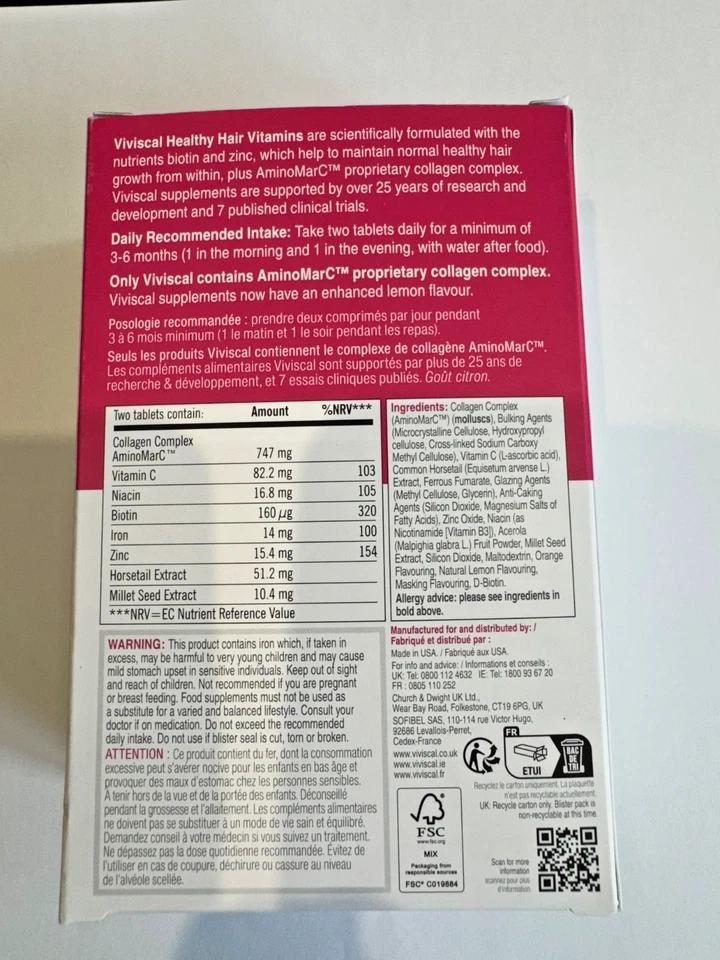 Viviscal Healthy Hair Vitamins are scientifically formulated with the
nutrients biotin and zinc, which help to maintain normal healthy hair
growth from within, plus AminoMarC™ proprietary collagen complex.
Viviscal supplements are supported by over 25 years of research and
development and 7 published clinical trials.
Daily Recommended Intake: Take two tablets daily for a minimum of
3-6 months (1 in the morning and 1 in the evening, with water after food).
Only Viviscal contains AminoMarC™ proprietary collagen complex.
Viviscal supplements now have an enhanced lemon flavour.
Posologie recommandée : prendre deux comprimés par jour pendant
3 à 6 mois minimum (1 le matin et 1 le soir pendant les repas).
Seuls les produits Viviscal contiennent le complexe de collagène AminoMarC™.
Les compléments alimentaires Viviscal sont supportés par plus de 25 ans de
recherche & développement, et 7 essais cliniques publiés. Goût citron.
Two tablets contain: Amount %NRV***
Collagen Complex
AminoMarC™ 747 mg
Vitamin C 82.2 mg 103
Niacin 16.8 mg 105
Biotin 160 µg 320
Iron 14 mg 100
Zinc 15.4 mg 154
Horsetail Extract 51.2 mg
Millet Seed Extract 10.4 mg
***NRV=EC Nutrient Reference Value
Ingredients: Collagen Complex
(AminoMarC™) (molluscs), Bulking Agents
(Microcrystalline Cellulose, Hydroxypropyl
cellulose, Cross-linked Sodium Carboxy
Methyl Cellulose), Vitamin C (L-ascorbic acid),
Common Horsetail (Equisetum arvense L.)
Extract, Ferrous Fumarate, Glazing Agents
(Methyl Cellulose, Glycerin), Anti-Caking
Agents (Silicon Dioxide, Magnesium Salts of
Fatty Acids), Zinc Oxide, Niacin (as
Nicotinamide [Vitamin B3]), Acerola
(Malpighia glabra L.) Fruit Powder, Millet Seed
Extract, Silicon Dioxide, Maltodextrin, Orange
Flavouring, Natural Lemon Flavouring,
Masking Flavouring, D-Biotin.
Allergy advice: please see ingredients in
bold above.
WARNING: This product contains iron which, if taken in
excess, may be harmful to very young children and may cause
mild stomach upset in sensitive individuals. Keep out of sight
and reach of children. Not recommended if you are pregnant
or breast feeding. Food supplements must not be used as
a substitute for a varied and balanced lifestyle. Consult your
doctor if on medication. Do not exceed the recommended
daily intake. Do not use if blister seal is cut, torn or broken.
ATTENTION : Ce produit contient du fer, dont la consommation
excessive peut s'avérer nocive pour les enfants en bas âge et
provoquer des maux d'estomac chez les personnes sensibles.
A tenir hors de la vue et de la portée des enfants. Déconseillé
pendant la grossesse et l'allaitement. Les compléments alimentaires
ne doivent pas se substituer à un mode de vie sain et équilibré.
Demandez conseil à votre médecin si vous suivez un traitement.
Ne dépassez pas la dose quotidienne recommandée. Evitez de
l'utiliser en cas de coupure, déchirure ou cassure au niveau
de l'alvéole scellée.
Manufactured for and distributed by: /
Fabriqué et distribué par :
Made in USA. / Fabriqué aux USA.
For info and advice: / Informations et conseils :
UK: Tel: 0800 112 4632 IE: Tel: 1800 93 67 20
FR : 0805 110 252
Church & Dwight UK Ltd.,
Wear Bay Road, Folkestone, CT19 6PG, UK
SOFIBEL SAS, 110-114 rue Victor Hugo,
92686 Levallois-Perret,
Cedex-France
www.viviscal.co.uk
www.viviscal.ie
www.viviscal.fr
FR
ETUI
BAC
DE
TRI
Recyclez le carton uniquement. La plaquette
n'est pas recyclable actuellement.
UK: Recycle carton only. Blister pack is
non-recyclable at this time.
FSC
www.fsc.org
MIX
Packaging from
responsible sources
FSC® C019884
Scan for more
information
scannez pour plus
d'information